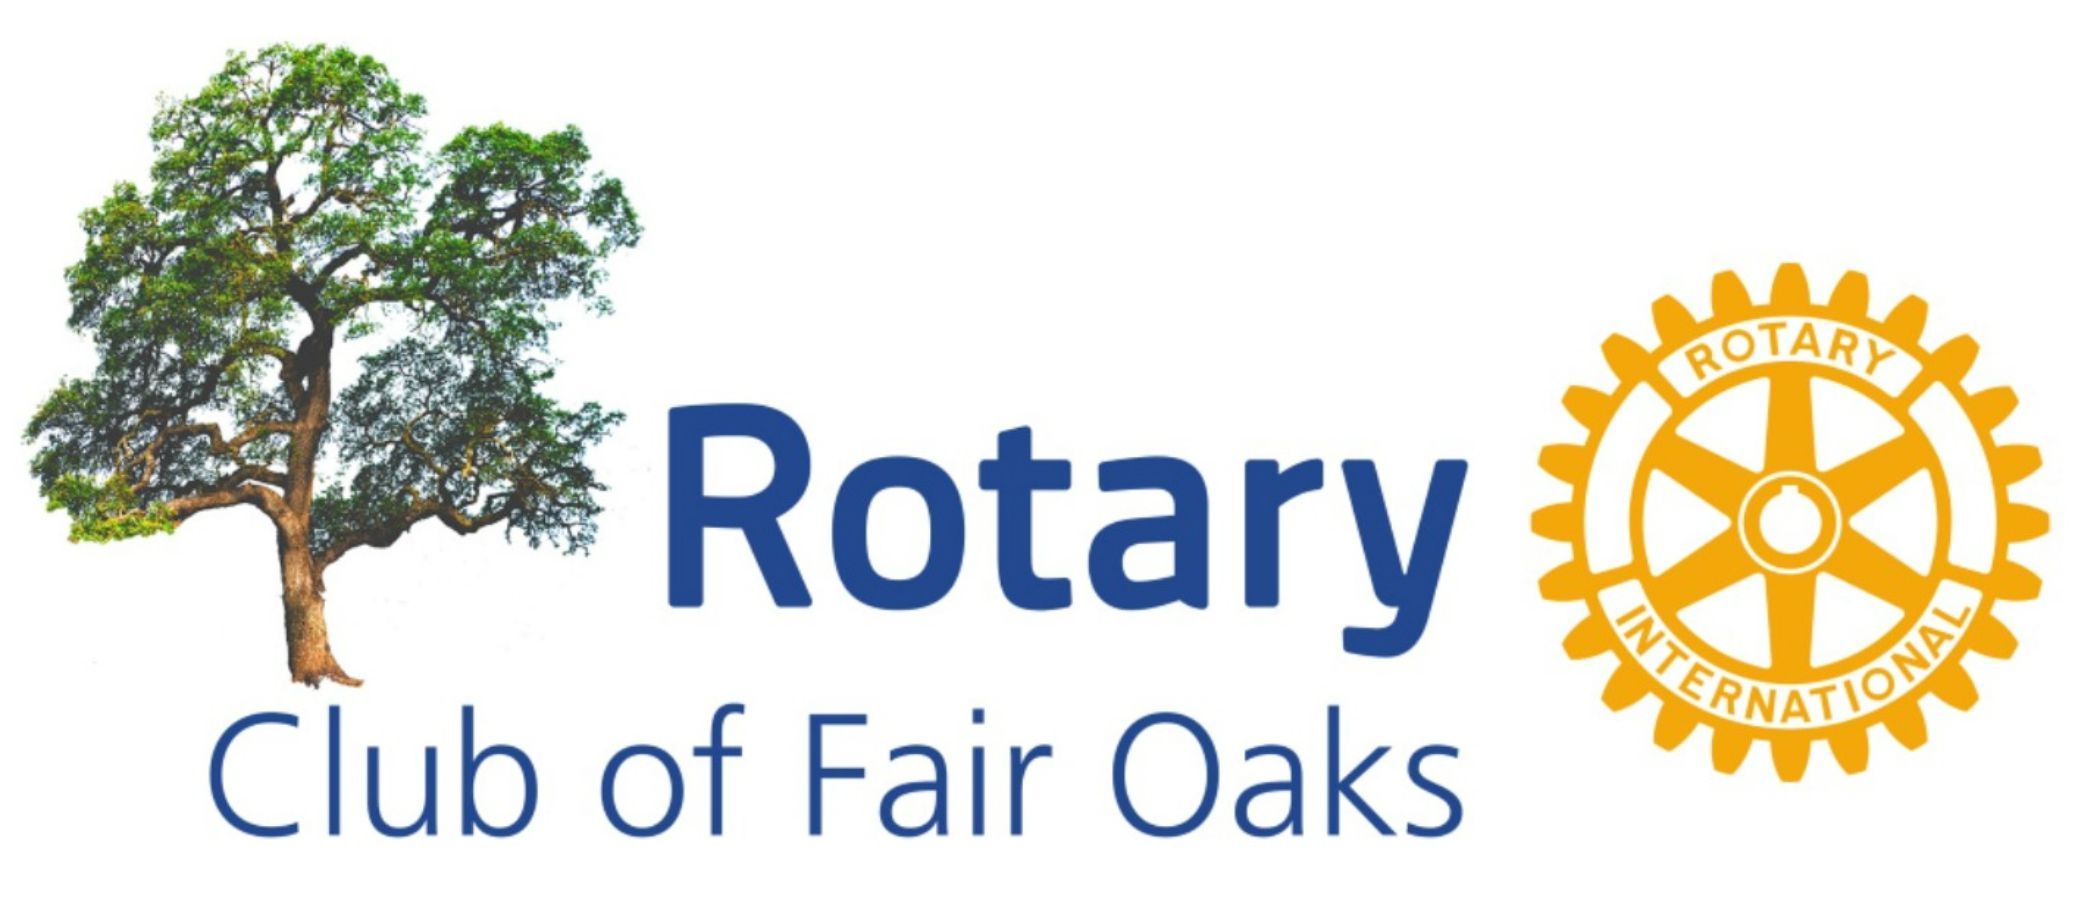 Rotary
Club of Fair Oaks
ROTARY
INTERNATIONAL